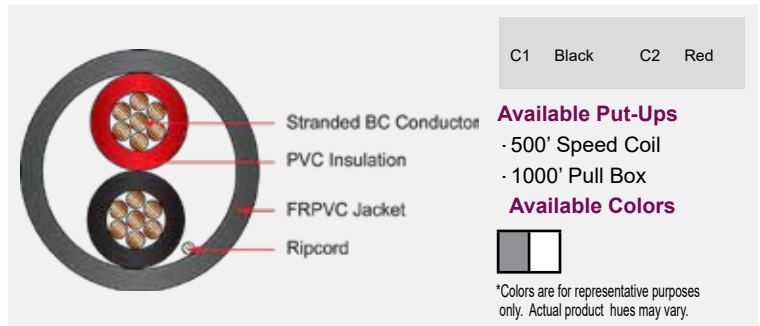 Stranded BC Conductor
PVC Insulation
FRPVC Jacket
Ripcord
C1 Black C2 Red
Available Put-Ups
· 500’ Speed Coil
· 1000’ Pull Box
Available Colors
*Colors are for representative purposes
only. Actual product hues may vary.